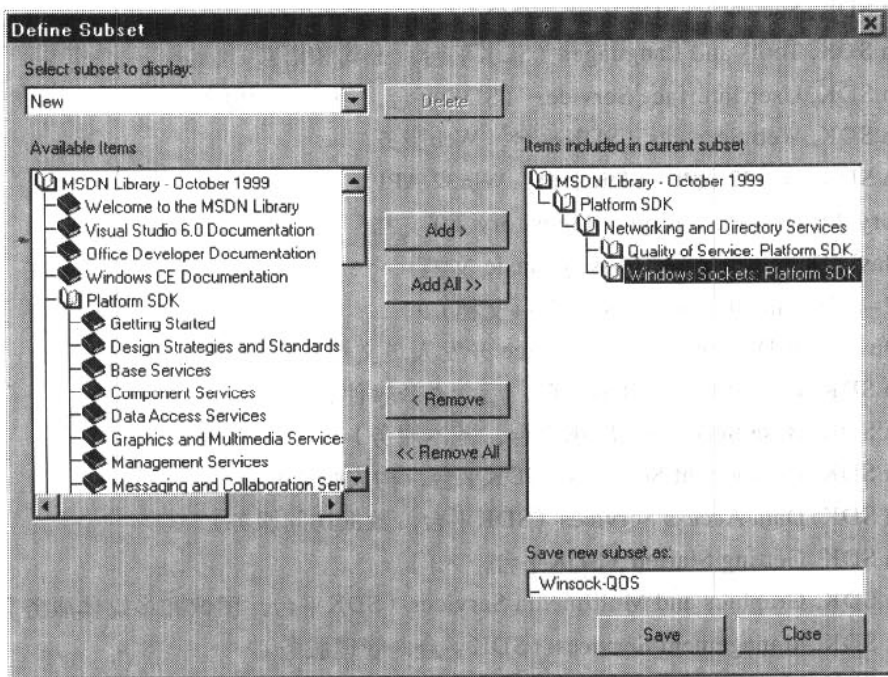 Define Subset
Select subset to display:
New
Delete
Available Items
MSDN Library - October 1999
Welcome to the MSDN Library
Visual Studio 6.0 Documentation
Office Developer Documentation
Windows CE Documentation
Platform SDK
Getting Started
Design Strategies and Standards
Base Services
Component Services
Data Access Services
Graphics and Multimedia Service
Management Services
Messaging and Collaboration Ser
Add >
Add All >>
< Remove
<< Remove All
Items included in current subset
MSDN Library - October 1999
Platform SDK
Networking and Directory Services
Quality of Service: Platform SDK
Windows Sockets: Platform SDK
Save new subset as:
_Winsock-QOS
Save
Close